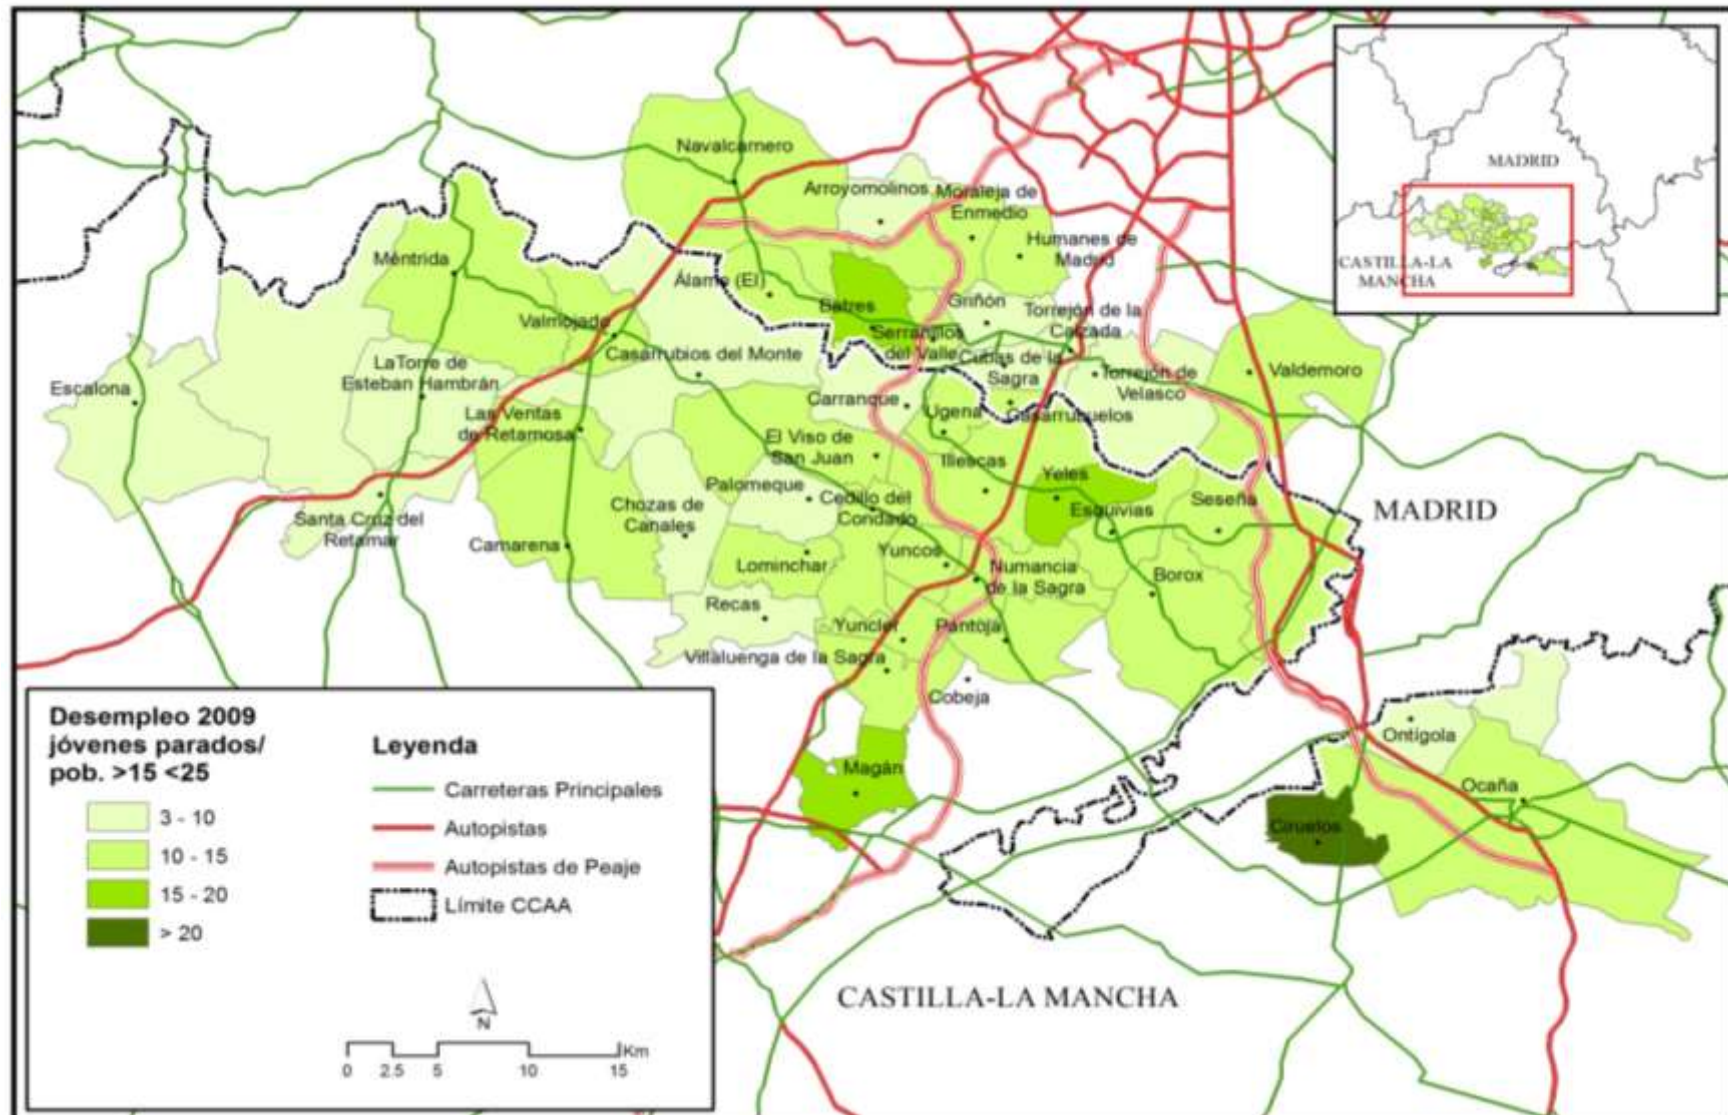 MADRID
CASTILLA-LA
MANCHA
Navalcarnero
Arroyomolinos
Moraleja de
Enmedio
Humanes de
Madrid
Méntrida
Álamo (El)
Batres
Griñón
Serranillos
del Valle
Torrejón de la
Calzada
Cubas de la
Sagra
Valmojado
Casarrubios del Monte
LaTorre de
Esteban Hambrán
Escalona
Torrejón de
Velasco
Valdemoro
Carranque
Ugena
Casarrubuelos
Las Ventas
de Retamosa
El Viso de
San Juan
Illescas
Yeles
Palomeque
Cedillo del
Condado
Esquivias
Seseña
MADRID
Chozas de
Canales
Santa Cruz del
Retamar
Camarena
Lominchar
Yuncos
Numancia
de la Sagra
Borox
Recas
Yuncler
Pantoja
Villaluenga de la Sagra
Cobeja
Ontígola
Magán
Ocaña
Ciruelos
CASTILLA-LA MANCHA
Desempleo 2009
jóvenes parados/
pob. >15 <25
3 - 10
10 - 15
15 - 20
> 20
Leyenda
Carreteras Principales
Autopistas
Autopistas de Peaje
Límite CCAA
N
Km
0 2.5 5 10 15